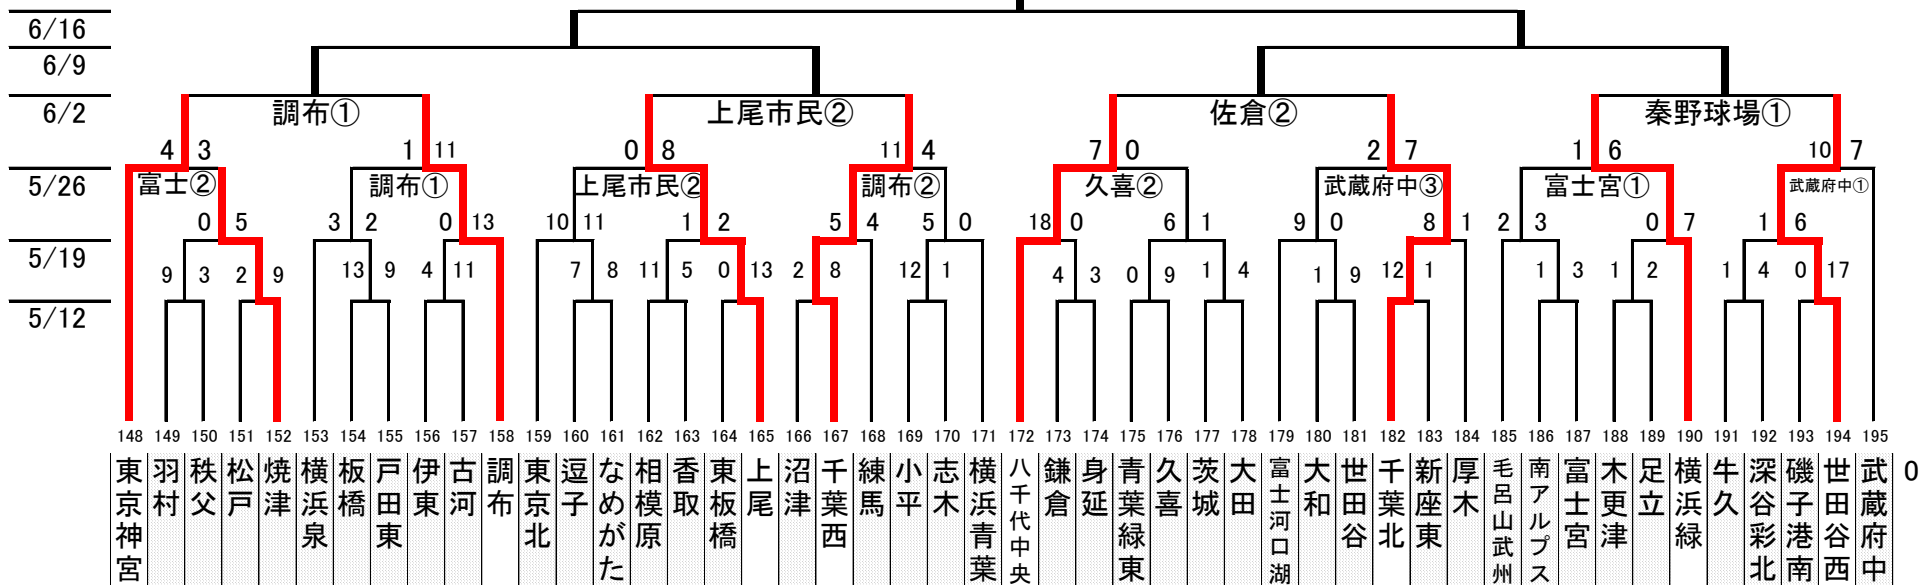 6/16
6/9
6/2 調布① 上尾市民② 佐倉② 秦野球場①
4 3 1 11 0 8 11 4 7 0 2 7 1 6 10 7
5/26 富士② 調布① 上尾市民② 調布② 久喜② 武蔵府中③ 富士宮① 武蔵府中①
0 5 3 2 0 13 10 11 1 2 5 4 5 0 18 0 6 1 9 0 8 1 2 3 0 7 1 6
5/19 9 3 2 9 13 9 4 11 7 8 11 5 0 13 2 8 12 1 4 3 0 9 1 4 1 9 12 1 1 3 1 2 1 4 0 17
5/12
148 149 150 151 152 153 154 155 156 157 158 159 160 161 162 163 164 165 166 167 168 169 170 171 172 173 174 175 176 177 178 179 180 181 182 183 184 185 186 187 188 189 190 191 192 193 194 195
東京神宮
羽村
秩父
松戸
焼津
横浜泉
板橋
戸田東
伊東
古河
調布
東京北
逗子
なめがた
相模原
香取
東板橋
上尾
沼津
千葉西
練馬
小平
志木
横浜青葉
八千代中央
鎌倉
身延
青葉緑東
久喜
茨城
大田
富士河口湖
大和
世田谷
千葉北
新座東
厚木
毛呂山武州
南アルプス
富士宮
木更津
足立
横浜緑
牛久
深谷彩北
磯子港南
世田谷西
武蔵府中
0